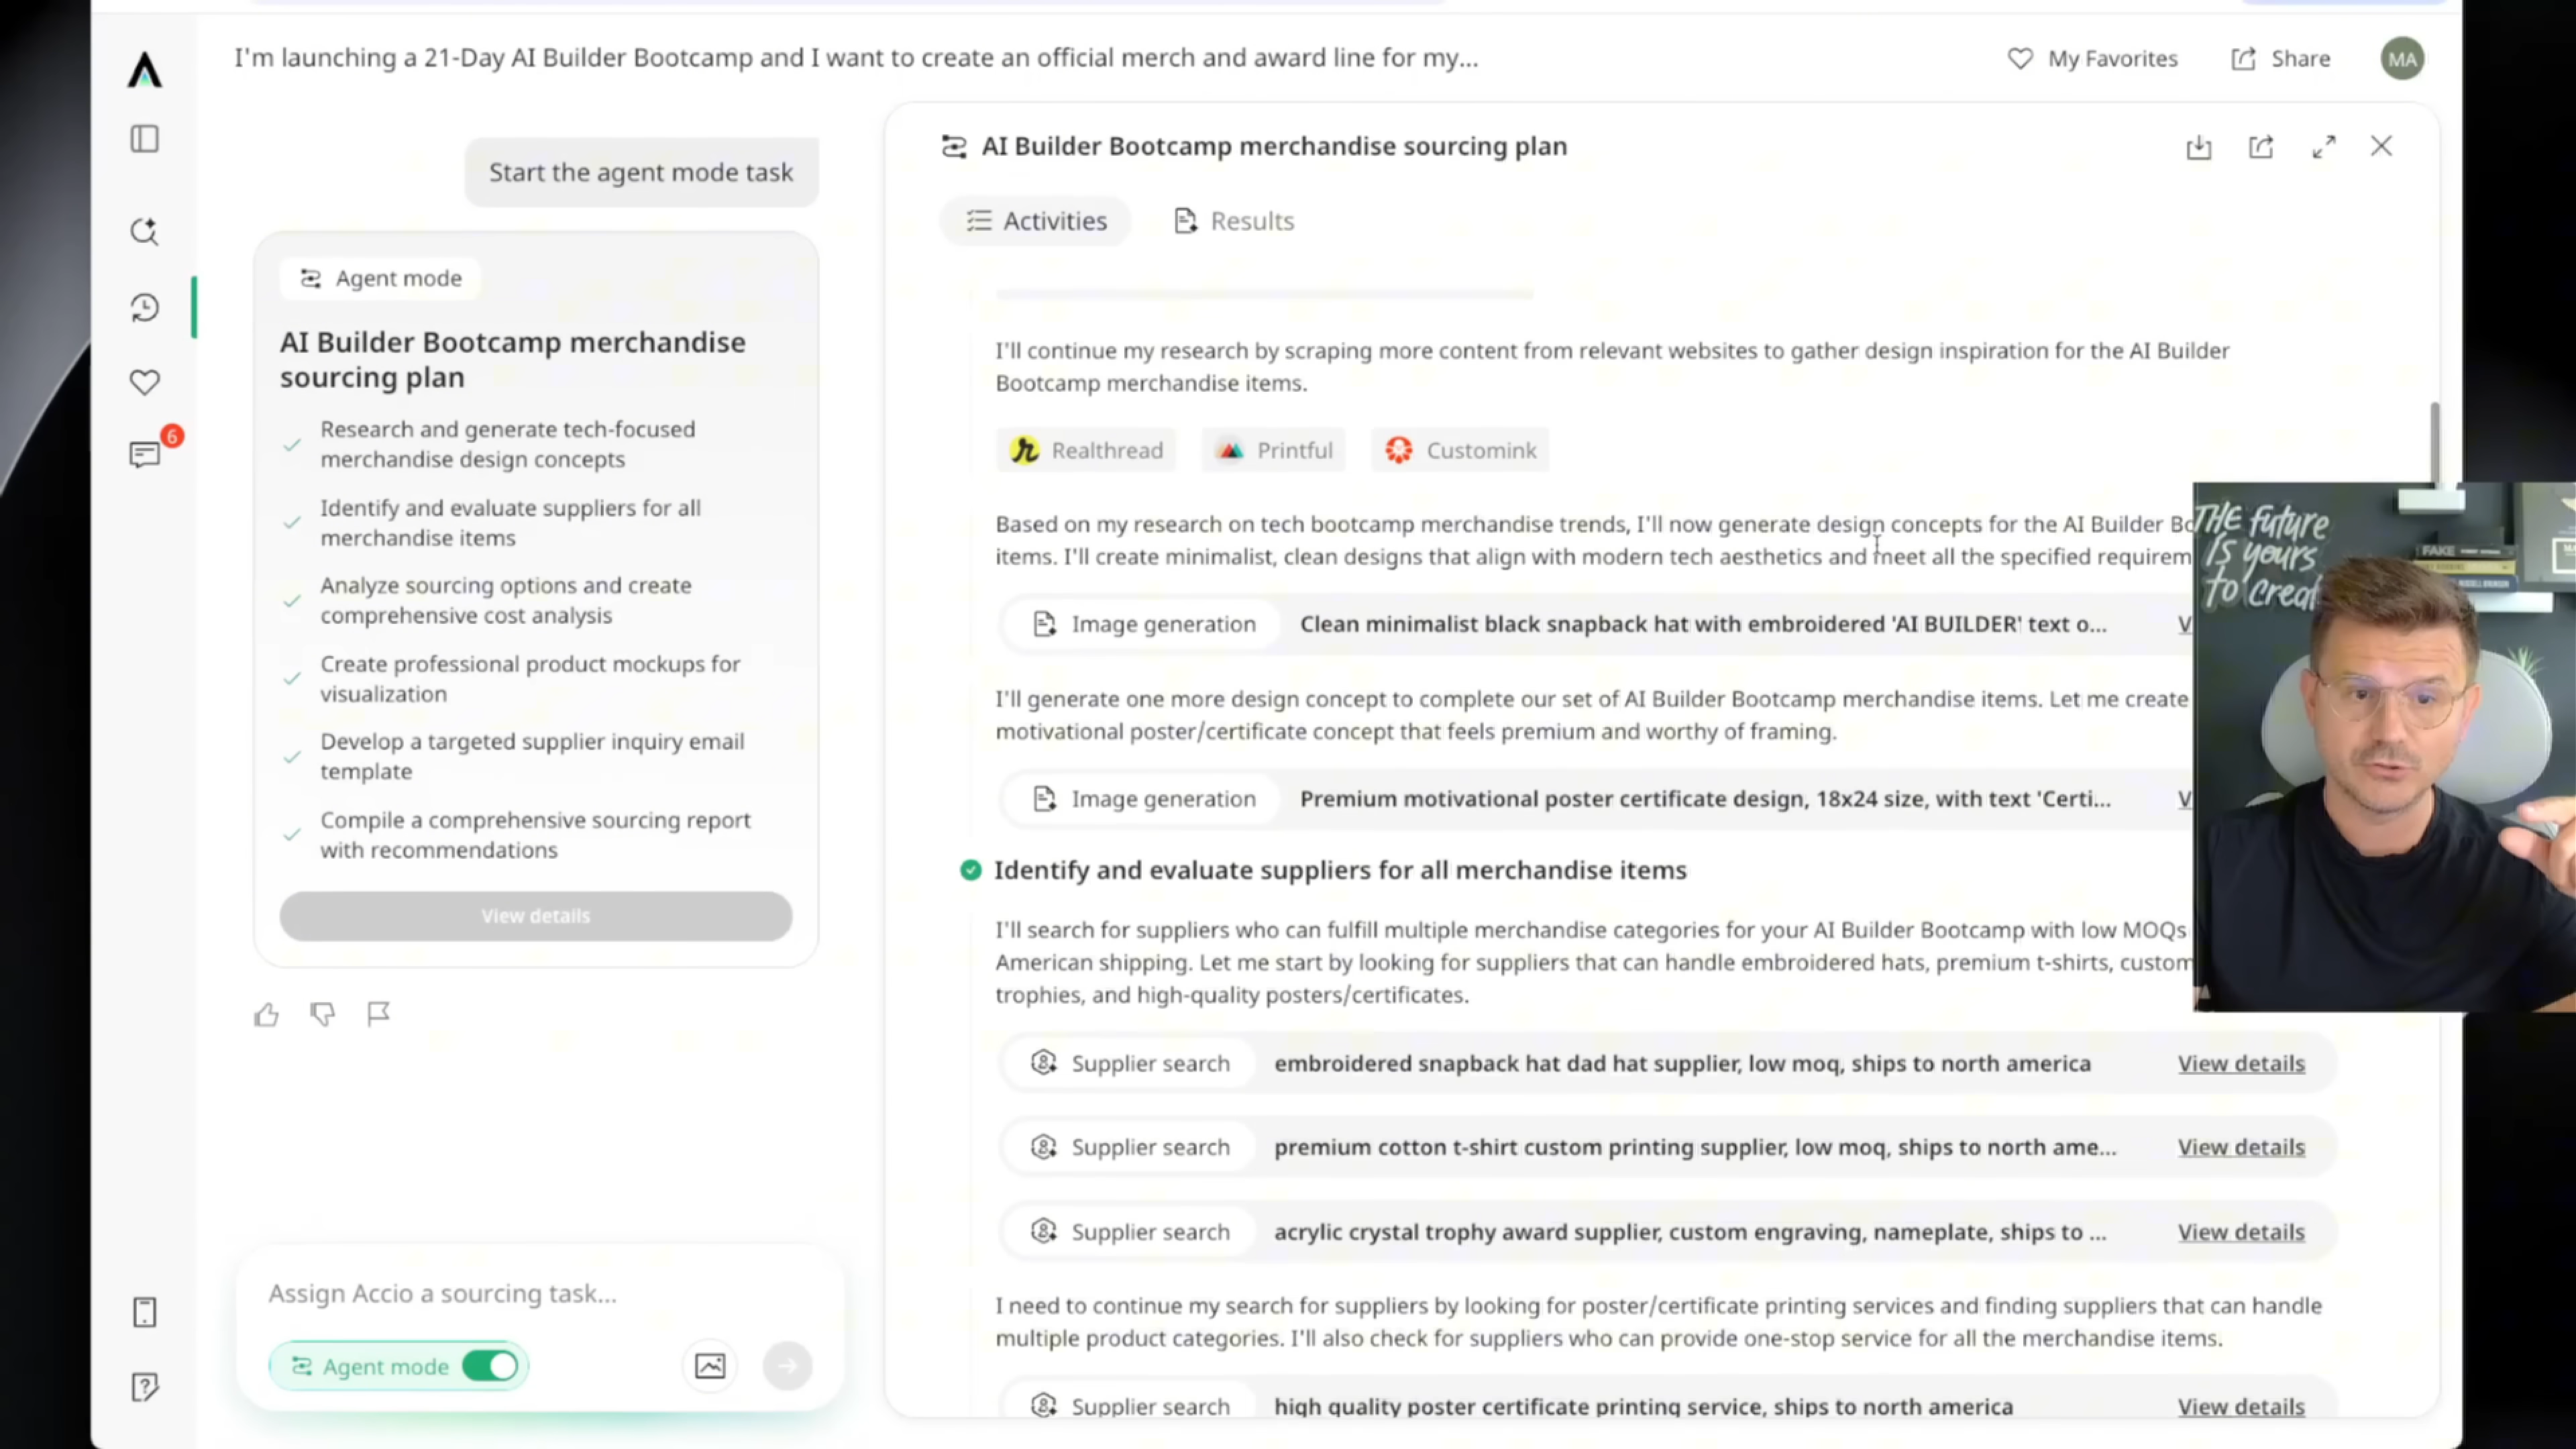 I'm launching a 21-Day AI Builder Bootcamp and I want to create an official merch and award line for my...
My Favorites
Share
MA
Start the agent mode task
Agent mode
AI Builder Bootcamp merchandise
sourcing plan
Research and generate tech-focused
merchandise design concepts
Identify and evaluate suppliers for all
merchandise items
Analyze sourcing options and create
comprehensive cost analysis
Create professional product mockups for
visualization
Develop a targeted supplier inquiry email
template
Compile a comprehensive sourcing report
with recommendations
View details
6
Assign Accio a sourcing task...
Agent mode
AI Builder Bootcamp merchandise sourcing plan
Activities
Results
I'll continue my research by scraping more content from relevant websites to gather design inspiration for the AI Builder
Bootcamp merchandise items.
Realthread
Printful
Customink
Based on my research on tech bootcamp merchandise trends, I'll now generate design concepts for the AI Builder Bo
items. I'll create minimalist, clean designs that align with modern tech aesthetics and meet all the specified requirem
Image generation
Clean minimalist black snapback hat with embroidered 'AI BUILDER' text o...
V
I'll generate one more design concept to complete our set of AI Builder Bootcamp merchandise items. Let me create
motivational poster/certificate concept that feels premium and worthy of framing.
Image generation
Premium motivational poster certificate design, 18x24 size, with text 'Certi...
V
Identify and evaluate suppliers for all merchandise items
I'll search for suppliers who can fulfill multiple merchandise categories for your AI Builder Bootcamp with low MOQs
American shipping. Let me start by looking for suppliers that can handle embroidered hats, premium t-shirts, custom
trophies, and high-quality posters/certificates.
Supplier search
embroidered snapback hat dad hat supplier, low moq, ships to north america
View details
Supplier search
premium cotton t-shirt custom printing supplier, low moq, ships to north ame...
View details
Supplier search
acrylic crystal trophy award supplier, custom engraving, nameplate, ships to ...
View details
I need to continue my search for suppliers by looking for poster/certificate printing services and finding suppliers that can handle
multiple product categories. I'll also check for suppliers who can provide one-stop service for all the merchandise items.
Supplier search
high quality poster certificate printing service, ships to north america
View details
THE future
IS yours
to creat
FAKE